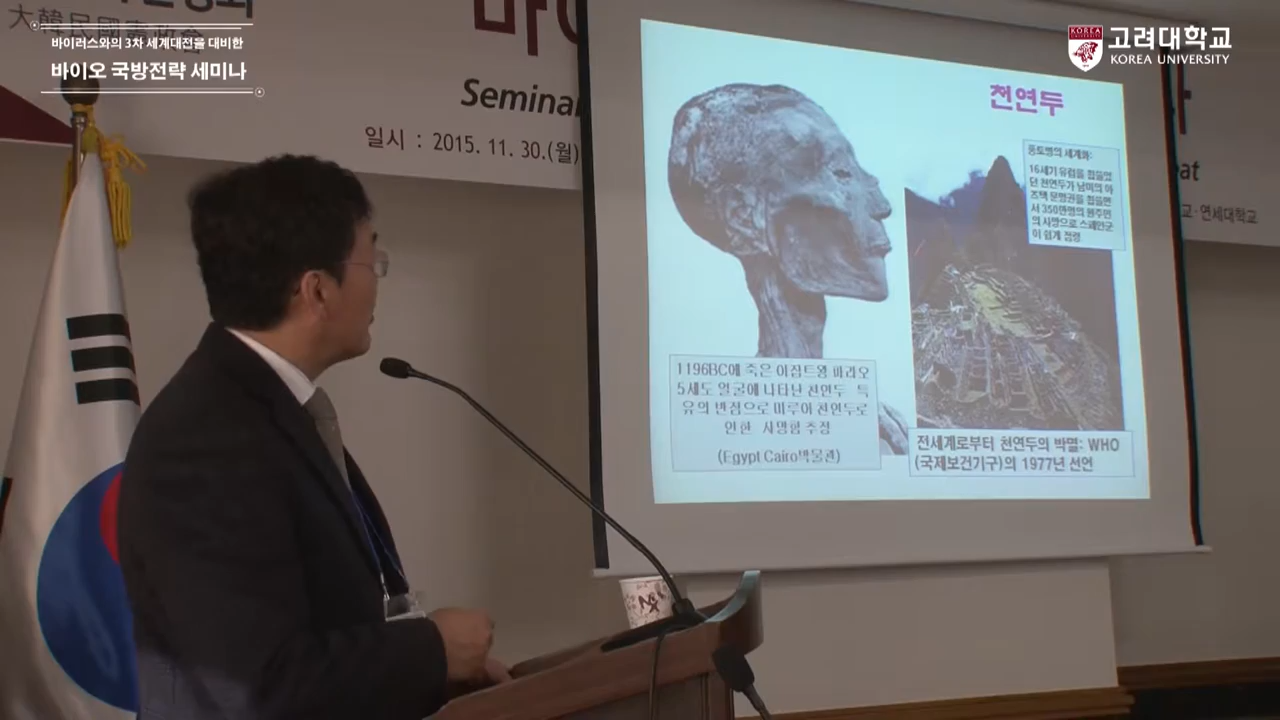 大韓民國憲政會
바이러스와의 3차 세계대전을 대비한
바이오 국방전략 세미나
바이
Seminar
일시 : 2015. 11. 30.(월)
KOREA
고려대학교
KOREA UNIVERSITY
eat
교·연세대학교
천연두
풍토병의 세계화:
16세기 유럽을 휩쓸었
던 천연두가 남미의 아
즈텍 문명권을 휩쓸면
서 350만명의 원주민
의 사망으로 스페인군
이 쉽게 점령
1196BC에 죽은 이집트왕 파라오
5세도 얼굴에 나타난 천연두 특
유의 반점으로 미루어 천연두로
인한 사망함 추정
(Egypt Cairo박물관)
전세계로부터 천연두의 박멸: WHO
(국제보건기구)의 1977년 선언